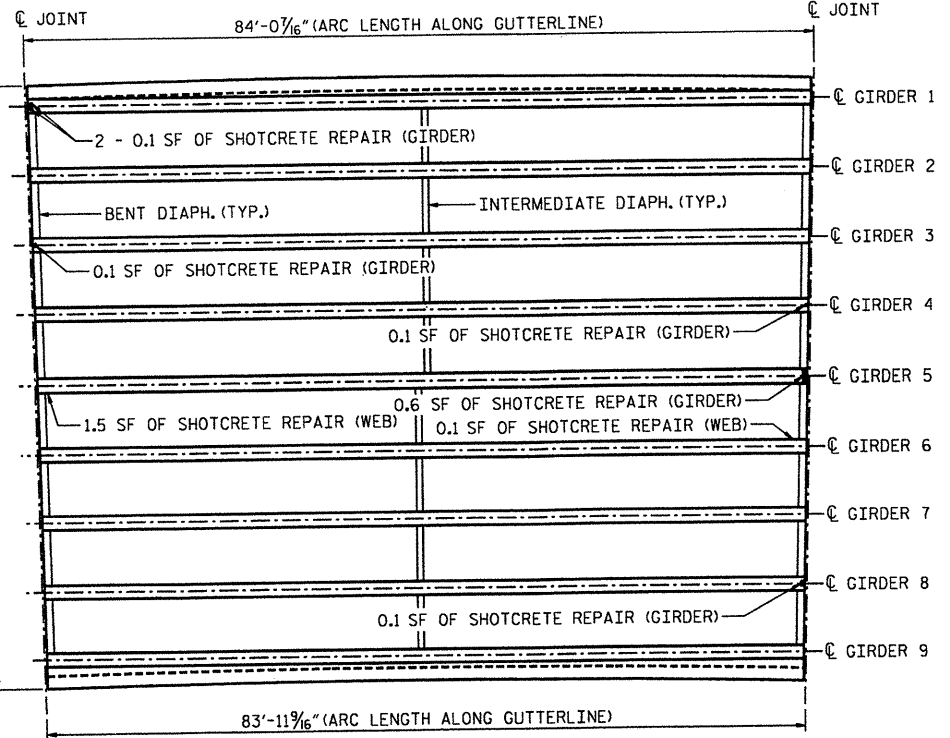 ℄ JOINT
84'-0 7/16" (ARC LENGTH ALONG GUTTERLINE)
℄ JOINT
℄ GIRDER 1
2 - 0.1 SF OF SHOTCRETE REPAIR (GIRDER)
℄ GIRDER 2
BENT DIAPH. (TYP.)
INTERMEDIATE DIAPH. (TYP.)
℄ GIRDER 3
0.1 SF OF SHOTCRETE REPAIR (GIRDER)
℄ GIRDER 4
0.1 SF OF SHOTCRETE REPAIR (GIRDER)
℄ GIRDER 5
0.6 SF OF SHOTCRETE REPAIR (GIRDER)
1.5 SF OF SHOTCRETE REPAIR (WEB)
0.1 SF OF SHOTCRETE REPAIR (WEB)
℄ GIRDER 6
℄ GIRDER 7
℄ GIRDER 8
0.1 SF OF SHOTCRETE REPAIR (GIRDER)
℄ GIRDER 9
83'-11 9/16" (ARC LENGTH ALONG GUTTERLINE)